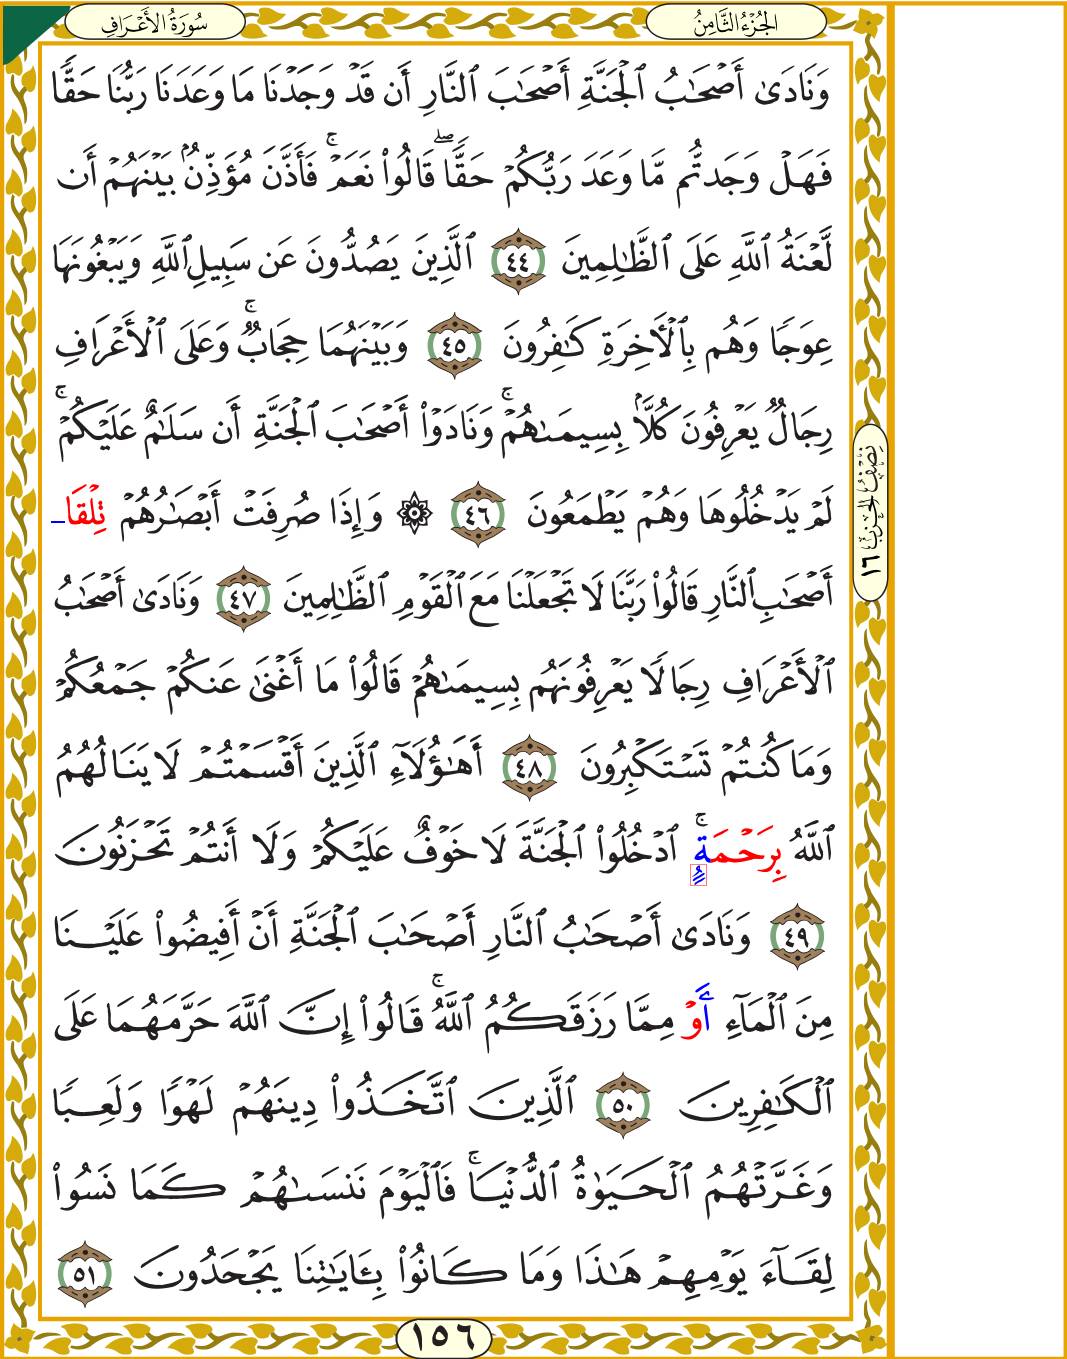 سُورَةُ الأَعْرَافِ
الجُزْءُ الثَّامِنُ
وَنَادَىٰٓ أَصْحَٰبُ ٱلْجَنَّةِ أَصْحَٰبَ ٱلنَّارِ أَن قَدْ وَجَدْنَا مَا وَعَدَنَا رَبُّنَا حَقًّا
فَهَلْ وَجَدتُّم مَّا وَعَدَ رَبُّكُمْ حَقًّا ۖ قَالُوا۟ نَعَمْ ۚ فَأَذَّنَ مُؤَذِّنٌۢ بَيْنَهُمْ أَن
لَّعْنَةُ ٱللَّهِ عَلَى ٱلظَّٰلِمِينَ ٤٤ ٱلَّذِينَ يَصُدُّونَ عَن سَبِيلِ ٱللَّهِ وَيَبْغُونَهَا
عِوَجًا وَهُم بِٱلْءَاخِرَةِ كَٰفِرُونَ ٤٥ وَبَيْنَهُمَا حِجَابٌ ۚ وَعَلَى ٱلْأَعْرَافِ
رِجَالٌ يَعْرِفُونَ كُلًّۢا بِسِيمَىٰهُمْ ۚ وَنَادَوْا۟ أَصْحَٰبَ ٱلْجَنَّةِ أَن سَلَٰمٌ عَلَيْكُمْ ۚ
لَمْ يَدْخُلُوهَا وَهُمْ يَطْمَعُونَ ٤٦ ۞ وَإِذَا صُرِفَتْ أَبْصَٰرُهُمْ تِلْقَا
أَصْحَٰبِ ٱلنَّارِ قَالُوا۟ رَبَّنَا لَا تَجْعَلْنَا مَعَ ٱلْقَوْمِ ٱلظَّٰلِمِينَ ٤٧ وَنَادَىٰٓ أَصْحَٰبُ
ٱلْأَعْرَافِ رِجَالًا يَعْرِفُونَهُم بِسِيمَىٰهُمْ قَالُوا۟ مَآ أَغْنَىٰ عَنكُمْ جَمْعُكُمْ
وَمَا كُنتُمْ تَسْتَكْبِرُونَ ٤٨ أَهَٰٓؤُلَآءِ ٱلَّذِينَ أَقْسَمْتُمْ لَا يَنَالُهُمُ
ٱللَّهُ بِرَحْمَةٍ ۚ ٱدْخُلُوا۟ ٱلْجَنَّةَ لَا خَوْفٌ عَلَيْكُمْ وَلَآ أَنتُمْ تَحْزَنُونَ
٤٩ وَنَادَىٰٓ أَصْحَٰبُ ٱلنَّارِ أَصْحَٰبَ ٱلْجَنَّةِ أَنْ أَفِيضُوا۟ عَلَيْنَا
مِنَ ٱلْمَآءِ أَوْ مِمَّا رَزَقَكُمُ ٱللَّهُ ۚ قَالُوٓا۟ إِنَّ ٱللَّهَ حَرَّمَهُمَا عَلَى
ٱلْكَٰفِرِينَ ٥٠ ٱلَّذِينَ ٱتَّخَذُوا۟ دِينَهُمْ لَهْوًا وَلَعِبًا
وَغَرَّتْهُمُ ٱلْحَيَوٰةُ ٱلدُّنْيَا ۚ فَٱلْيَوْمَ نَنسَىٰهُمْ كَمَا نَسُوا۟
لِقَآءَ يَوْمِهِمْ هَٰذَا وَمَا كَانُوا۟ بِـَٔايَٰتِنَا يَجْحَدُونَ ٥١
نِصْفُ الحِزْبِ ١٦
١٥٦